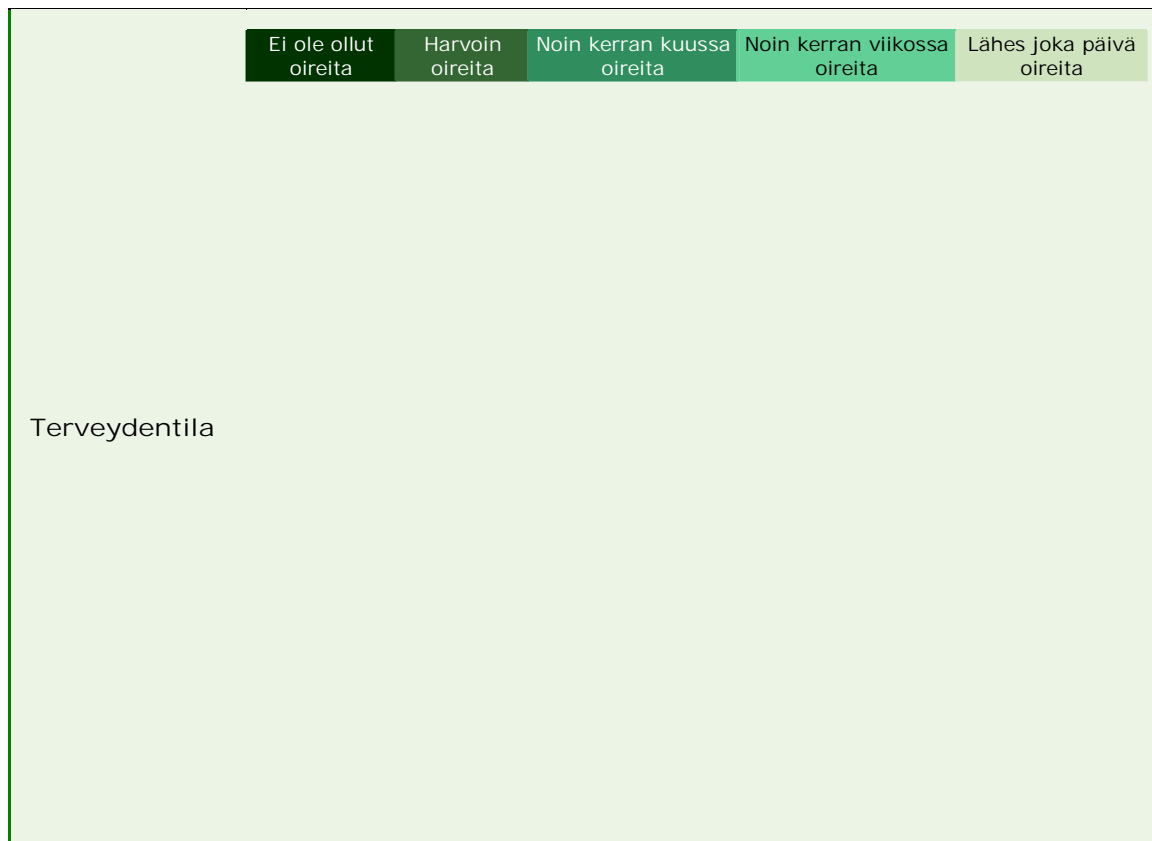 Ei ole ollut
oireita
Harvoin
oireita
Noin kerran kuussa
oireita
Noin kerran viikossa
oireita
Lähes joka päivä
oireita
Terveydentila